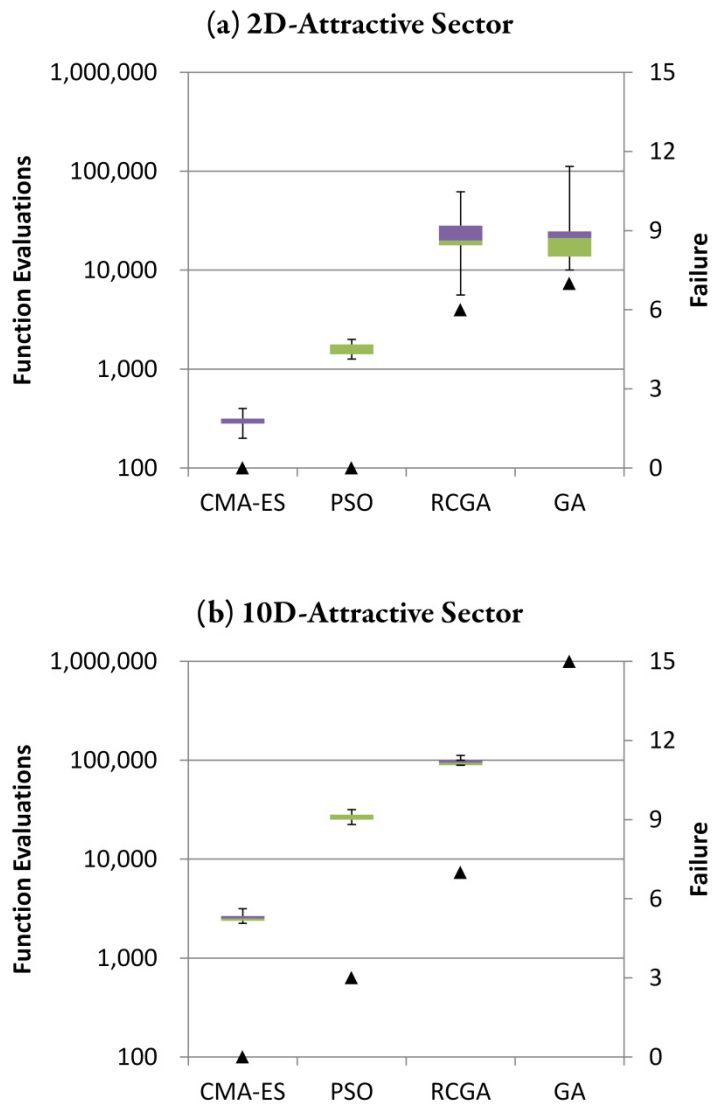 (a) 2D-Attractive Sector
1,000,000
100,000
10,000
1,000
100
Function Evaluations
15
12
9
6
3
0
Failure
CMA-ES PSO RCGA GA
(b) 10D-Attractive Sector
1,000,000
100,000
10,000
1,000
100
Function Evaluations
15
12
9
6
3
0
Failure
CMA-ES PSO RCGA GA